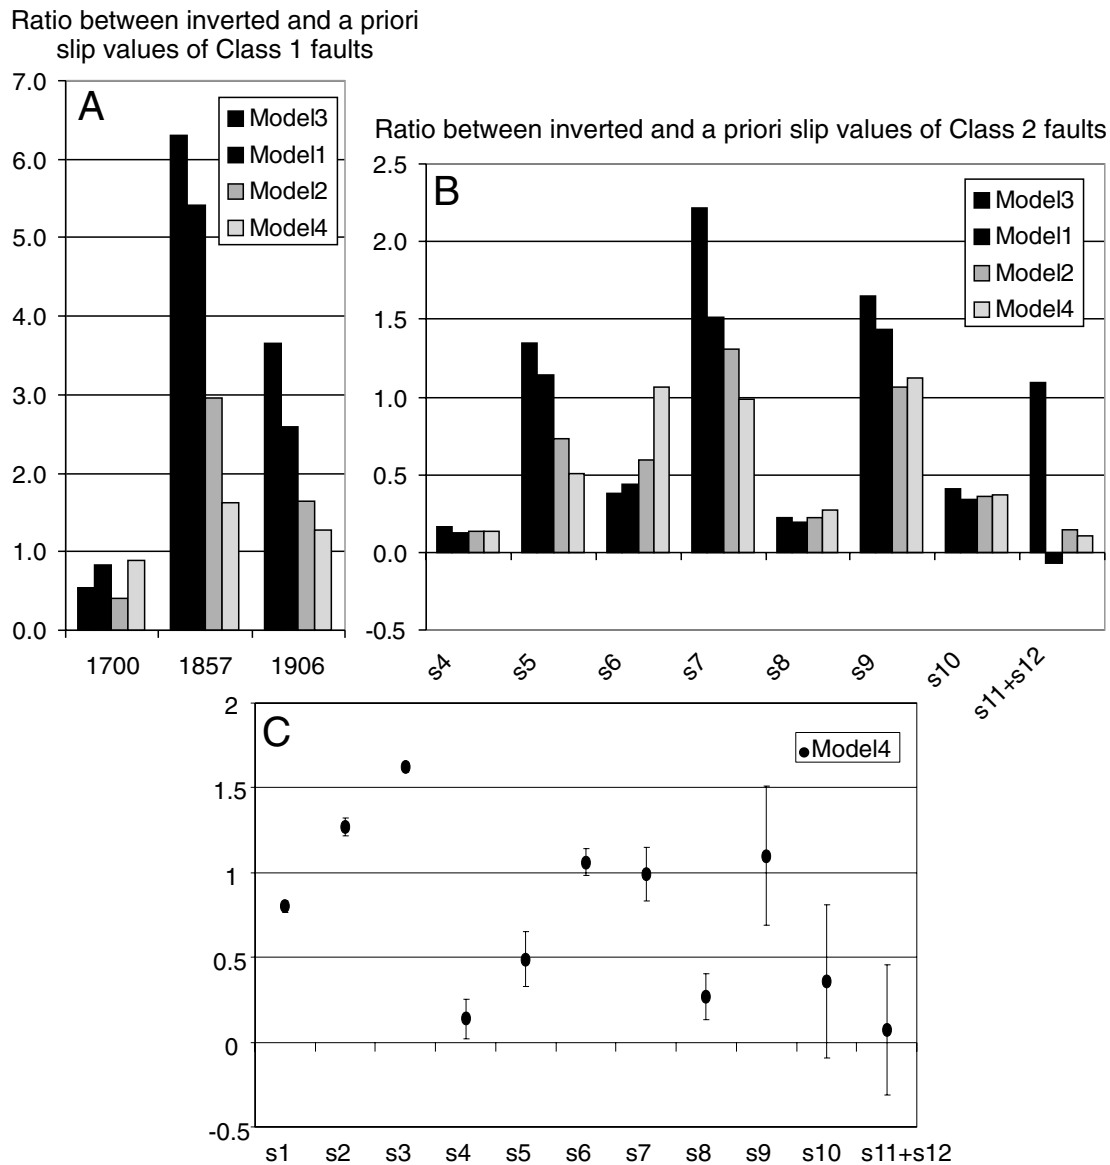 Ratio between inverted and a priori
slip values of Class 1 faults
7.0
6.0
5.0
4.0
3.0
2.0
1.0
0.0
A
Model3
Model1
Model2
Model4
1700 1857 1906
Ratio between inverted and a priori slip values of Class 2 faults
2.5
2.0
1.5
1.0
0.5
0.0
-0.5
B
Model3
Model1
Model2
Model4
s4 s5 s6 s7 s8 s9 s10 s11+s12
2
1.5
1
0.5
0
-0.5
C
Model4
s1 s2 s3 s4 s5 s6 s7 s8 s9 s10 s11+s12